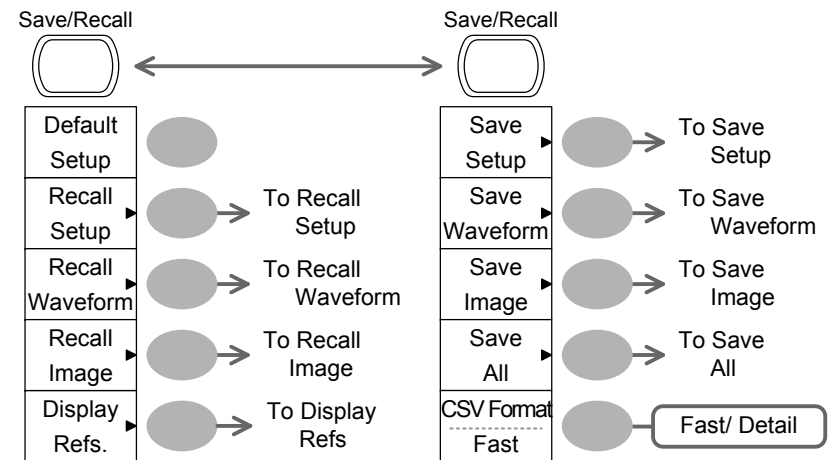 Save/Recall
Default
Setup
Recall
Setup
To Recall
Setup
Recall
Waveform
To Recall
Waveform
Recall
Image
To Recall
Image
Display
Refs.
To Display
Refs
Save/Recall
Save
Setup
To Save
Setup
Save
Waveform
To Save
Waveform
Save
Image
To Save
Image
Save
All
To Save
All
CSV Format
Fast
Fast/ Detail